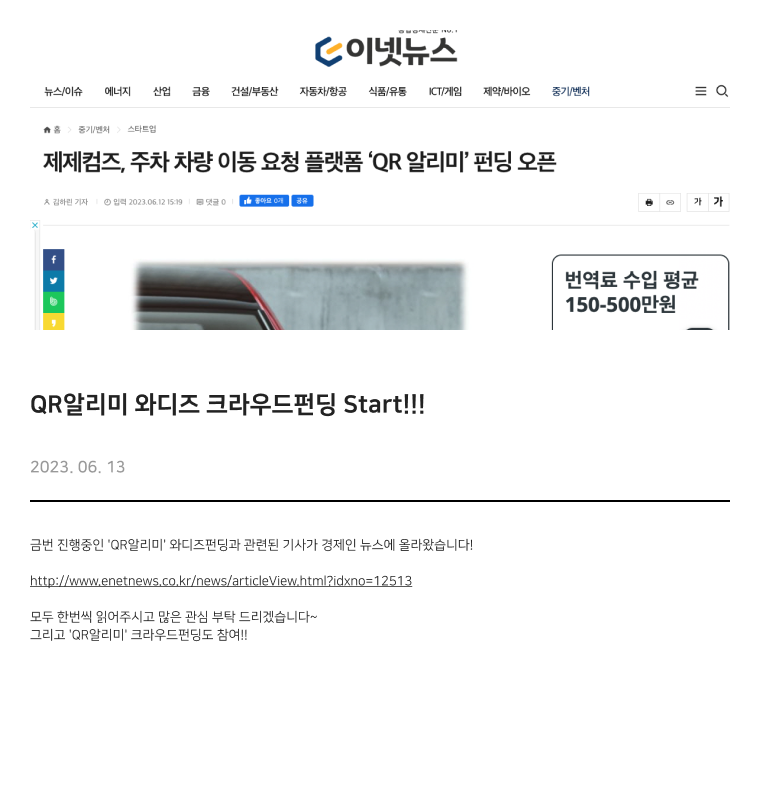 이넷뉴스
뉴스/이슈 에너지 산업 금융 건설/부동산 자동차/항공 식품/유통 ICT/게임 제약/바이오 중기/벤처
홈 중기/벤처 스타트업
제제컴즈, 주차 차량 이동 요청 플랫폼 ‘QR 알리미’ 펀딩 오픈
김하린 기자 입력 2023.06.12 15:19 댓글 0 좋아요 0개 공유 가 가
번역료 수입 평균
150-500만원
QR알리미 와디즈 크라우드펀딩 Start!!!
2023. 06. 13
금번 진행중인 'QR알리미' 와디즈펀딩과 관련된 기사가 경제인 뉴스에 올라왔습니다!
http://www.enetnews.co.kr/news/articleView.html?idxno=12513
모두 한번씩 읽어주시고 많은 관심 부탁 드리겠습니다~
그리고 'QR알리미' 크라우드펀딩도 참여!!